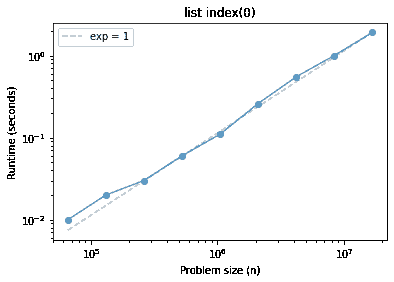 list index(0)
exp = 1
Runtime (seconds)
10⁰
10⁻¹
10⁻²
10⁵
10⁶
10⁷
Problem size (n)